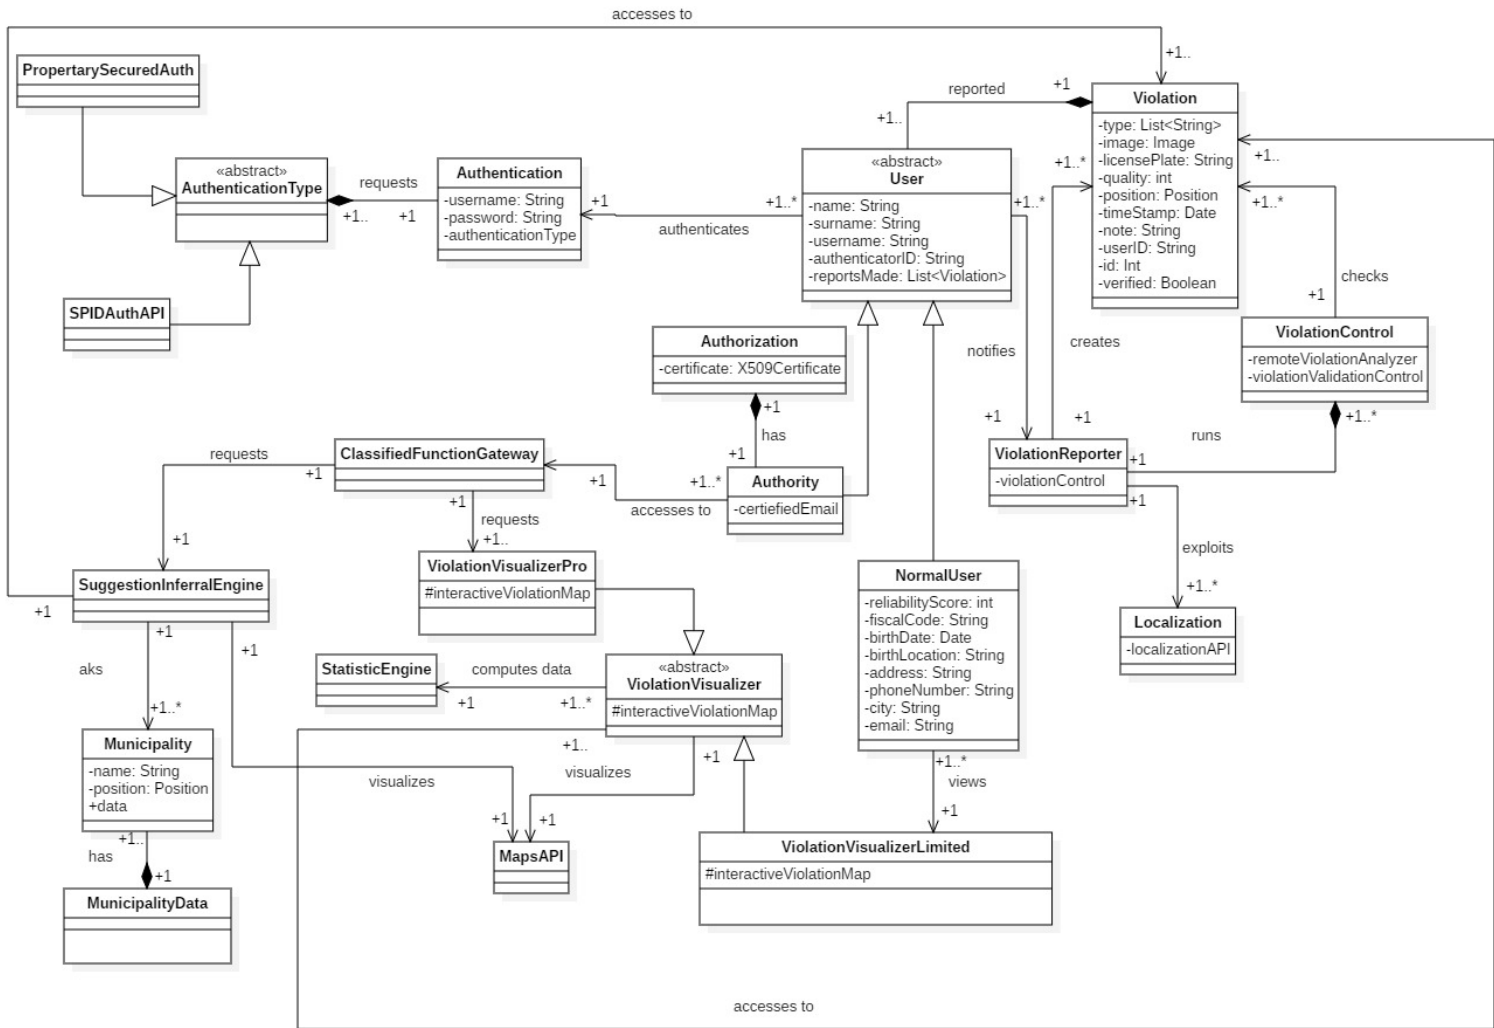 accesses to
+1..
PropertarySecuredAuth
reported
+1
+1..
Violation
-type: List<String>
-image: Image
-licensePlate: String
-quality: int
-position: Position
-timeStamp: Date
-note: String
-userID: String
-id: Int
-verified: Boolean
+1..*
+1..
+1..*
«abstract»
AuthenticationType
requests
+1..
+1
Authentication
-username: String
-password: String
-authenticationType
+1
authenticates
+1..*
«abstract»
User
-name: String
-surname: String
-username: String
-authenticatorID: String
-reportsMade: List<Violation>
+1..*
SPIDAuthAPI
notifies
creates
checks
+1
ViolationControl
-remoteViolationAnalyzer
-violationValidationControl
+1..*
Authorization
-certificate: X509Certificate
+1
has
+1
+1
+1
runs
ViolationReporter
-violationControl
+1
+1
requests
+1
ClassifiedFunctionGateway
+1
+1
+1..*
accesses to
Authority
-certiefiedEmail
requests
+1..
+1
exploits
+1..*
Localization
-localizationAPI
SuggestionInferralEngine
+1
+1
+1
ViolationVisualizerPro
#interactiveViolationMap
NormalUser
-reliabilityScore: int
-fiscalCode: String
-birthDate: Date
-birthLocation: String
-address: String
-phoneNumber: String
-city: String
-email: String
aks
+1..*
StatisticEngine
computes data
+1
+1..*
«abstract»
ViolationVisualizer
#interactiveViolationMap
+1..
+1
Municipality
-name: String
-position: Position
+data
visualizes
visualizes
+1..*
views
+1
+1
+1
MapsAPI
ViolationVisualizerLimited
#interactiveViolationMap
+1..
has
+1
MunicipalityData
accesses to